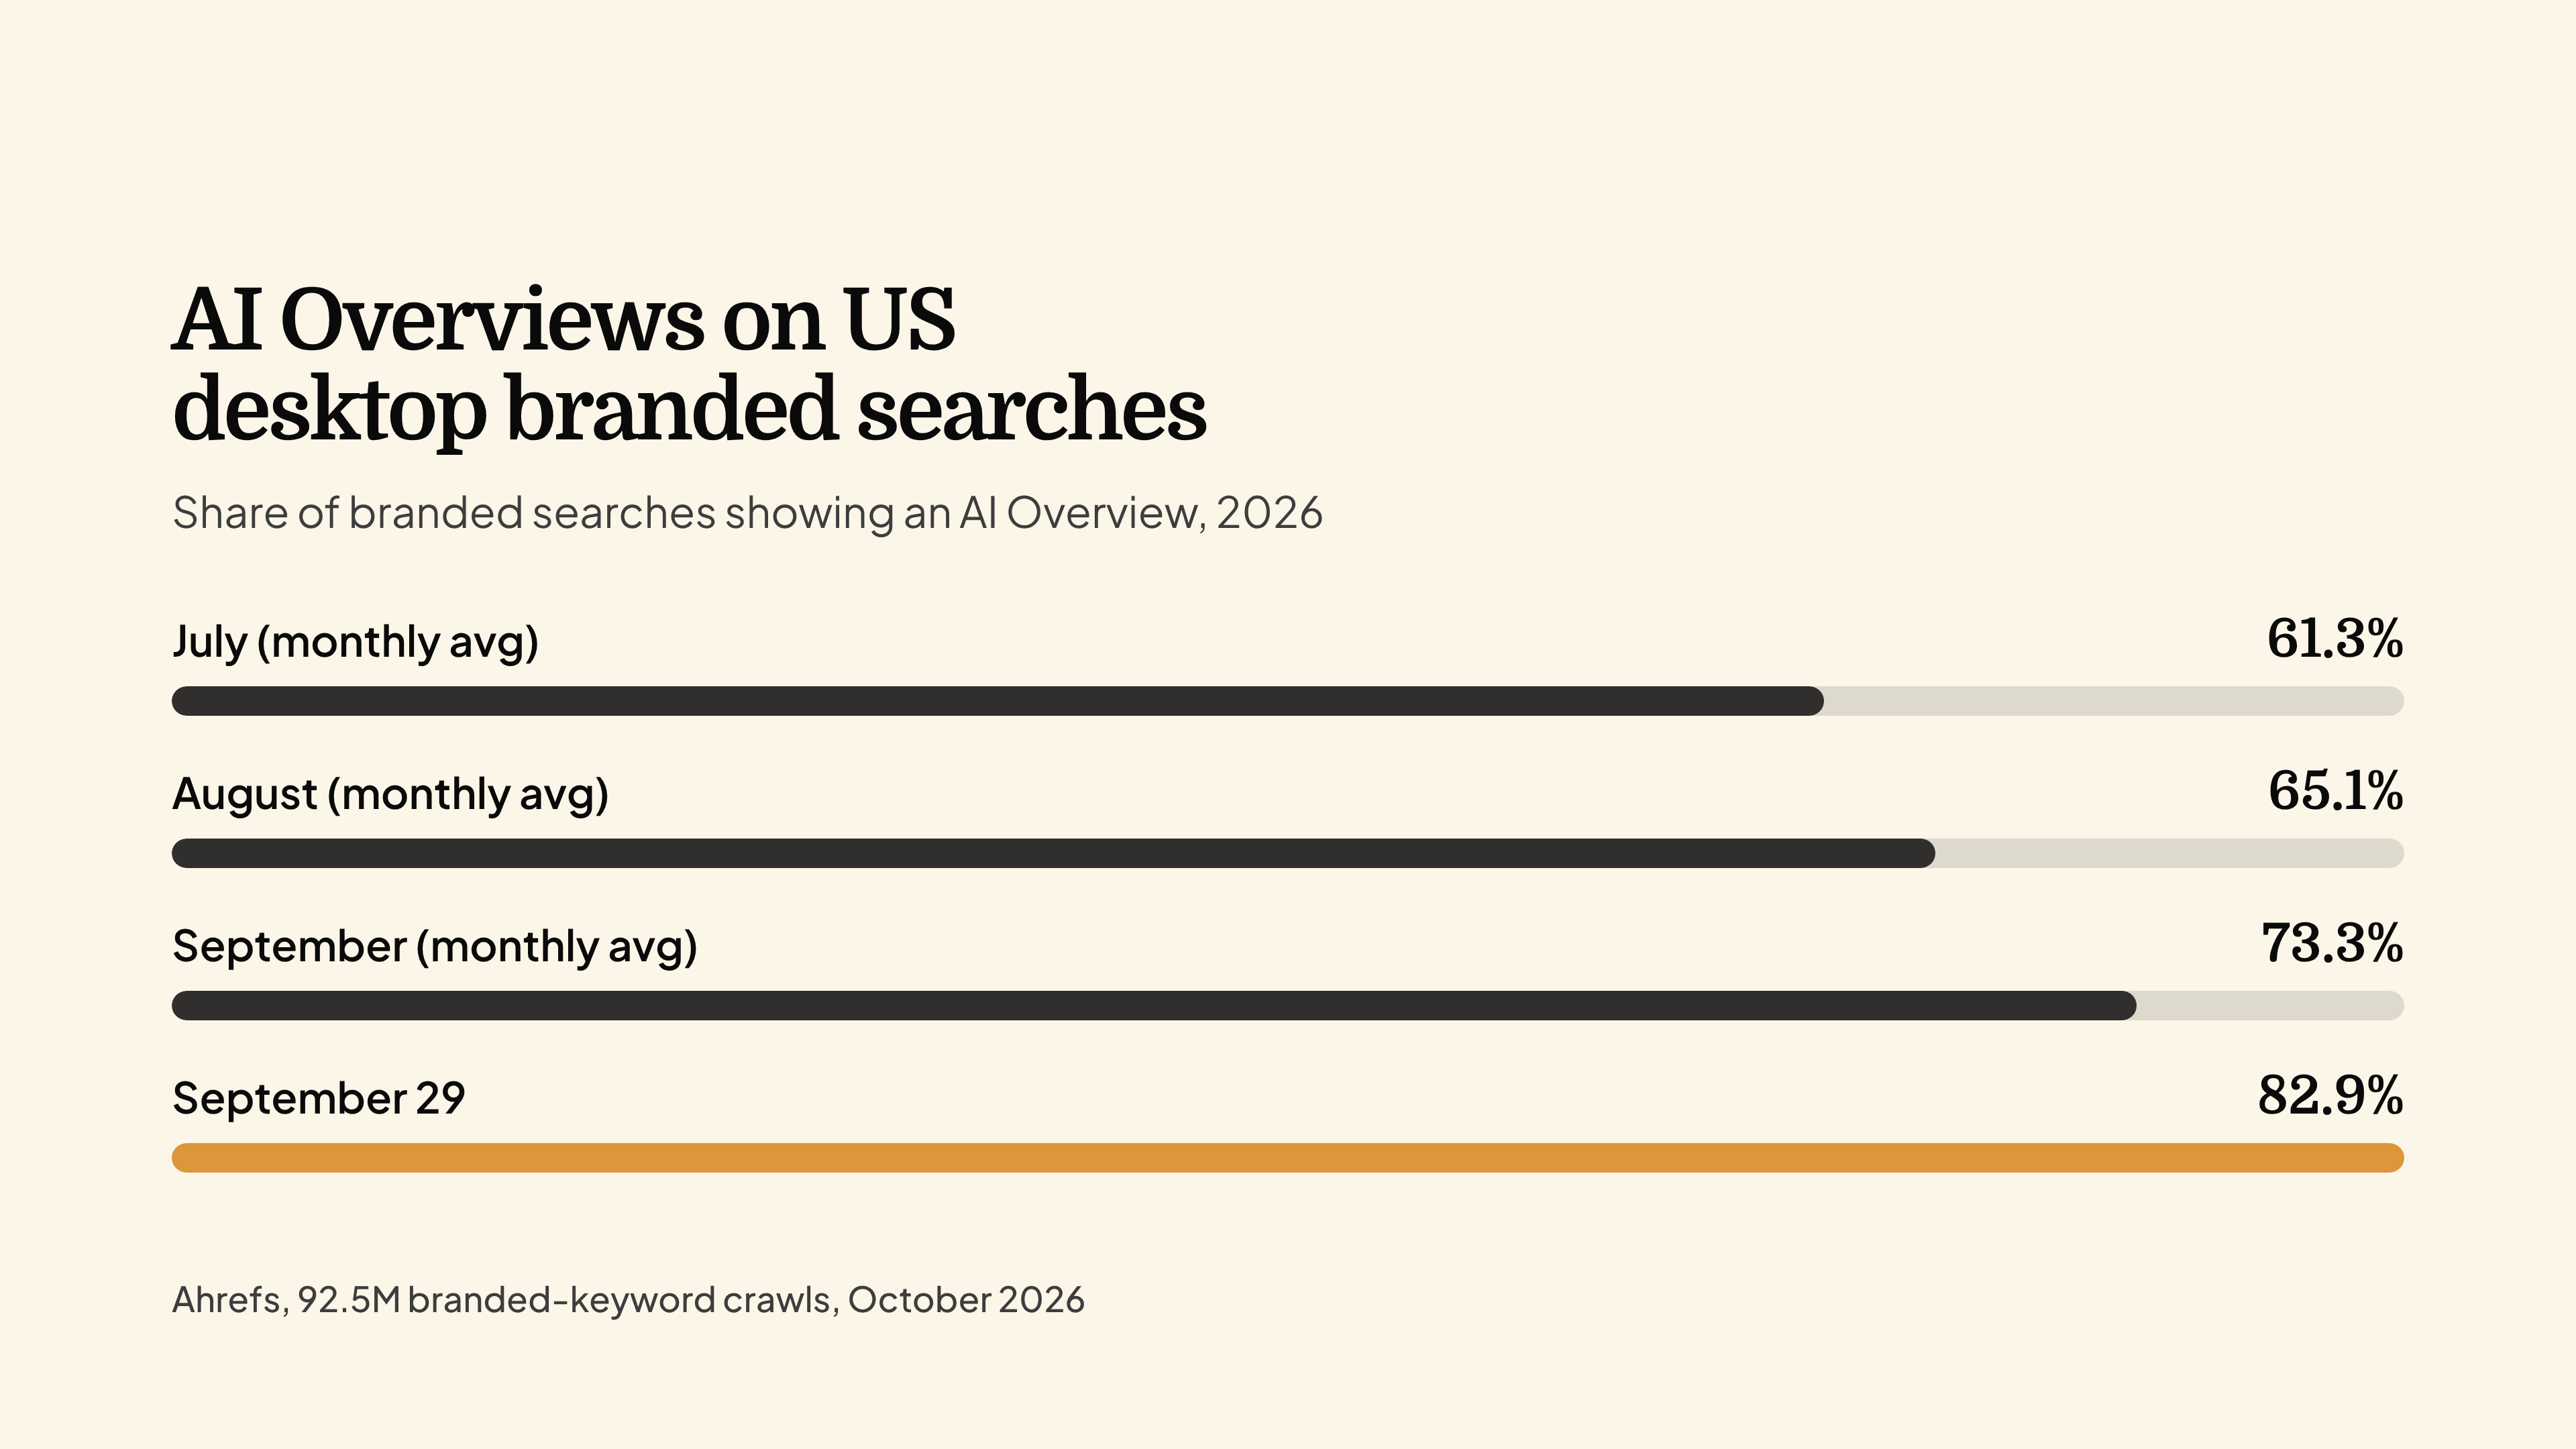 AI Overviews on US
desktop branded searches
Share of branded searches showing an AI Overview, 2026
July (monthly avg) 61.3%
August (monthly avg) 65.1%
September (monthly avg) 73.3%
September 29 82.9%
Ahrefs, 92.5M branded-keyword crawls, October 2026